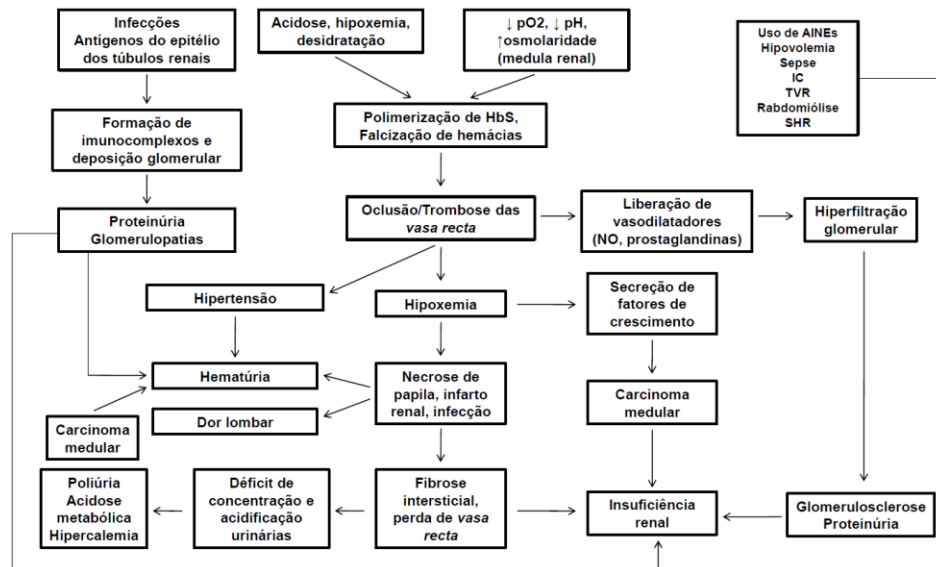 Infecções
Antígenos do epitélio
dos túbulos renais
Acidose, hipoxemia,
desidratação
↓ pO2, ↓ pH,
↑osmolaridade
(medula renal)
Uso de AINEs
Hipovolemia
Sepse
IC
TVR
Rabdomiólise
SHR
Formação de
imunocomplexos e
deposição glomerular
Polimerização de HbS,
Falcização de hemácias
Proteinúria
Glomerulopatias
Oclusão/Trombose das
vasa recta
Liberação de
vasodilatadores
(NO, prostaglandinas)
Hiperfiltração
glomerular
Hipertensão
Hipoxemia
Secreção de
fatores de
crescimento
Hematúria
Necrose de
papila, infarto
renal, infecção
Carcinoma
medular
Dor lombar
Carcinoma
medular
Poliúria
Acidose
metabólica
Hipercalemia
Déficit de
concentração e
acidificação
urinárias
Fibrose
intersticial,
perda de vasa
recta
Insuficiência
renal
Glomerulosclerose
Proteinúria